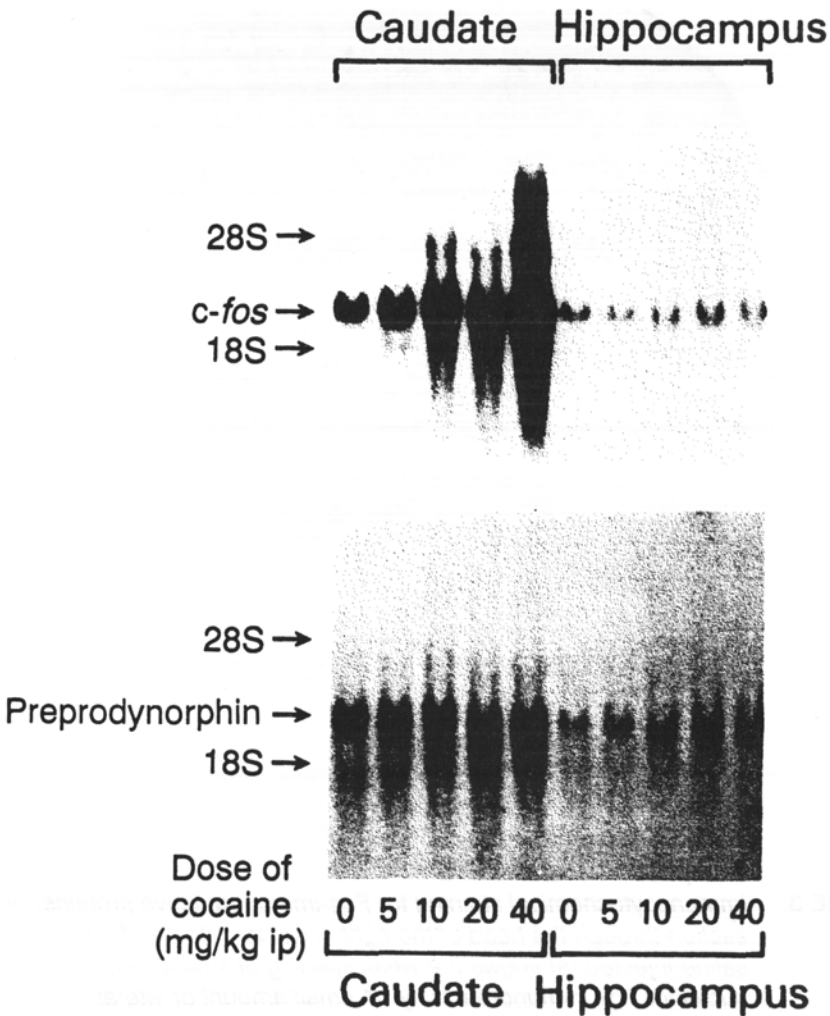 Caudate Hippocampus
28S →
c-fos →
18S →
28S →
Preprodynorphin →
18S →
Dose of
cocaine
(mg/kg ip)
0 5 10 20 40 0 5 10 20 40
Caudate Hippocampus